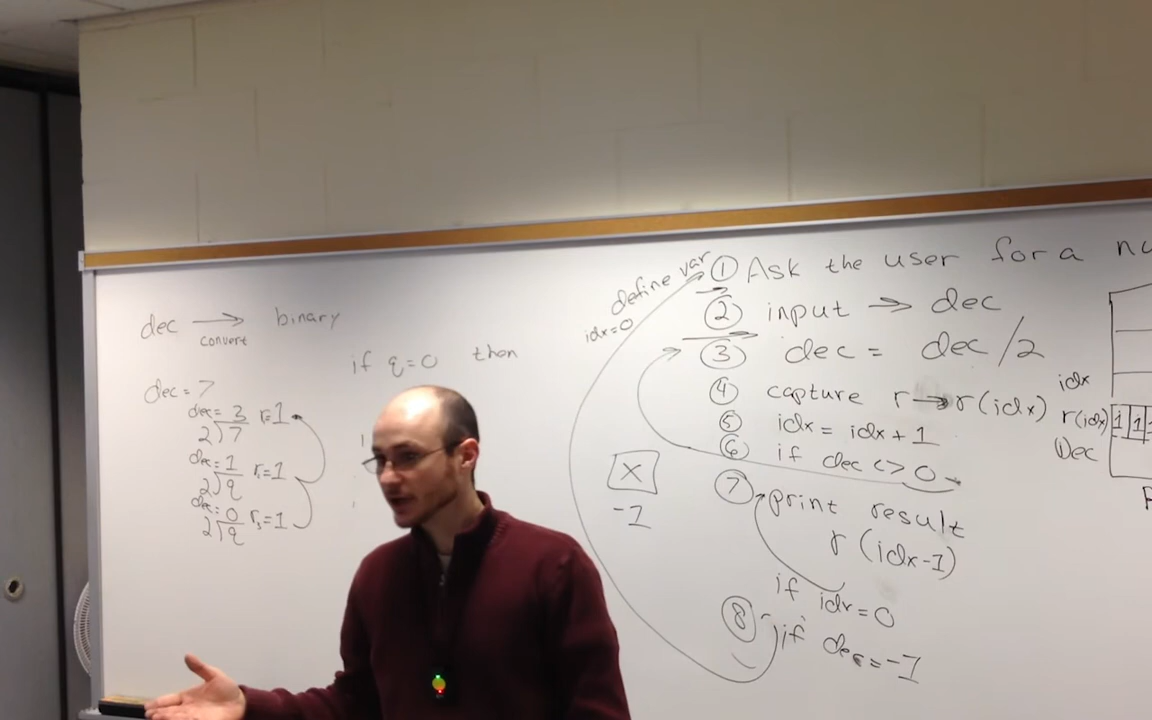 dec → binary
convert
dec = 7
dec = 3 r=1
2)7
dec = 1 r=1
2)q
dec = 0 r=1
2)q
if q=0 then
define var
idx=0
① Ask the user for a
② input → dec
③ dec = dec/2
④ capture r→r(idx)
⑤ idx = idx + 1
⑥ if dec <> 0
⑦ print result
r (idx-1)
if idx=0
⑧ if dec=-1
X
-1
idx
r(idx) 1 1
Dec